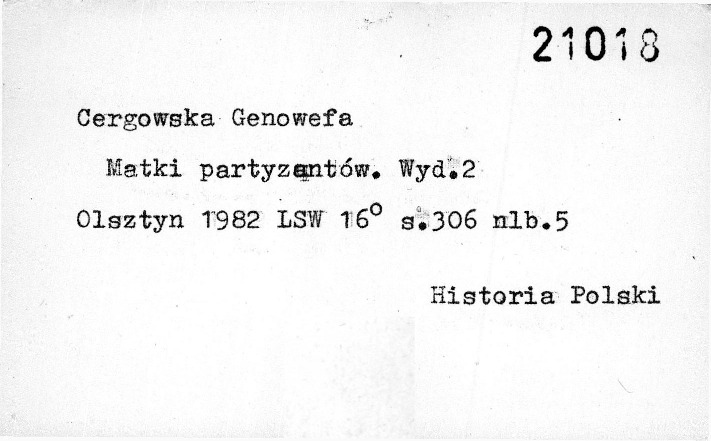 21018
Cergowska Genowefa
Matki partyzantów. Wyd.2
Olsztyn 1982 LSW 16° s.306 nlb.5
Historia Polski